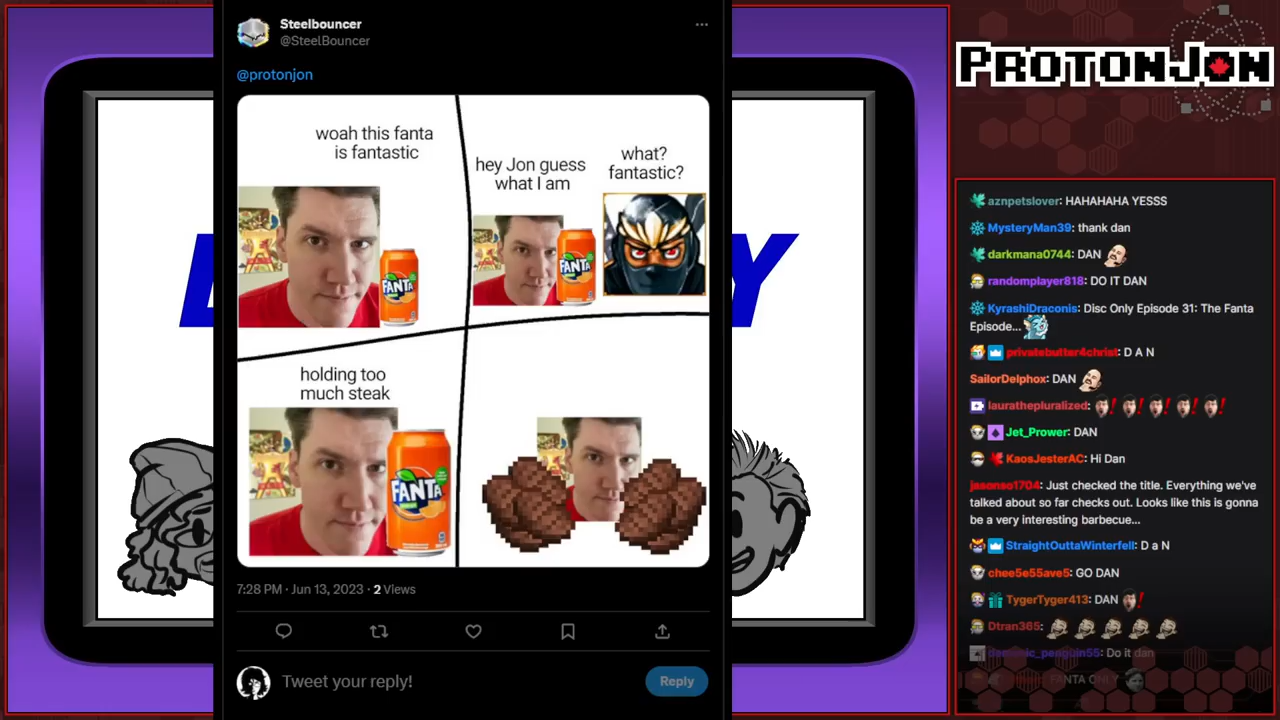 Steelbouncer
@SteelBouncer
@protonjon
woah this fanta
is fantastic
FANTA
hey Jon guess
what I am
what?
fantastic?
FANTA
holding too
much steak
FANTA
7:28 PM · Jun 13, 2023 · 2 Views
Tweet your reply!
Reply
Y
PROTONJON
aznpetslover: HAHAHAHA YESSS
MysteryMan39: thank dan
darkmana0744: DAN
randomplayer818: DO IT DAN
KyrashiDraconis: Disc Only Episode 31: The Fanta
Episode...
privatebutter4christ: D A N
SailorDelphox: DAN
laurathepluralized:
Jet_Prower: DAN
KaosJesterAC: Hi Dan
jasonso1704: Just checked the title. Everything we've
talked about so far checks out. Looks like this is gonna
be a very interesting barbecue...
StraightOuttaWinterfell: D a N
chee5e55ave5: GO DAN
TygerTyger413: DAN
Dtran365:
demonic_penguin55: Do it dan
FANTA ONLY